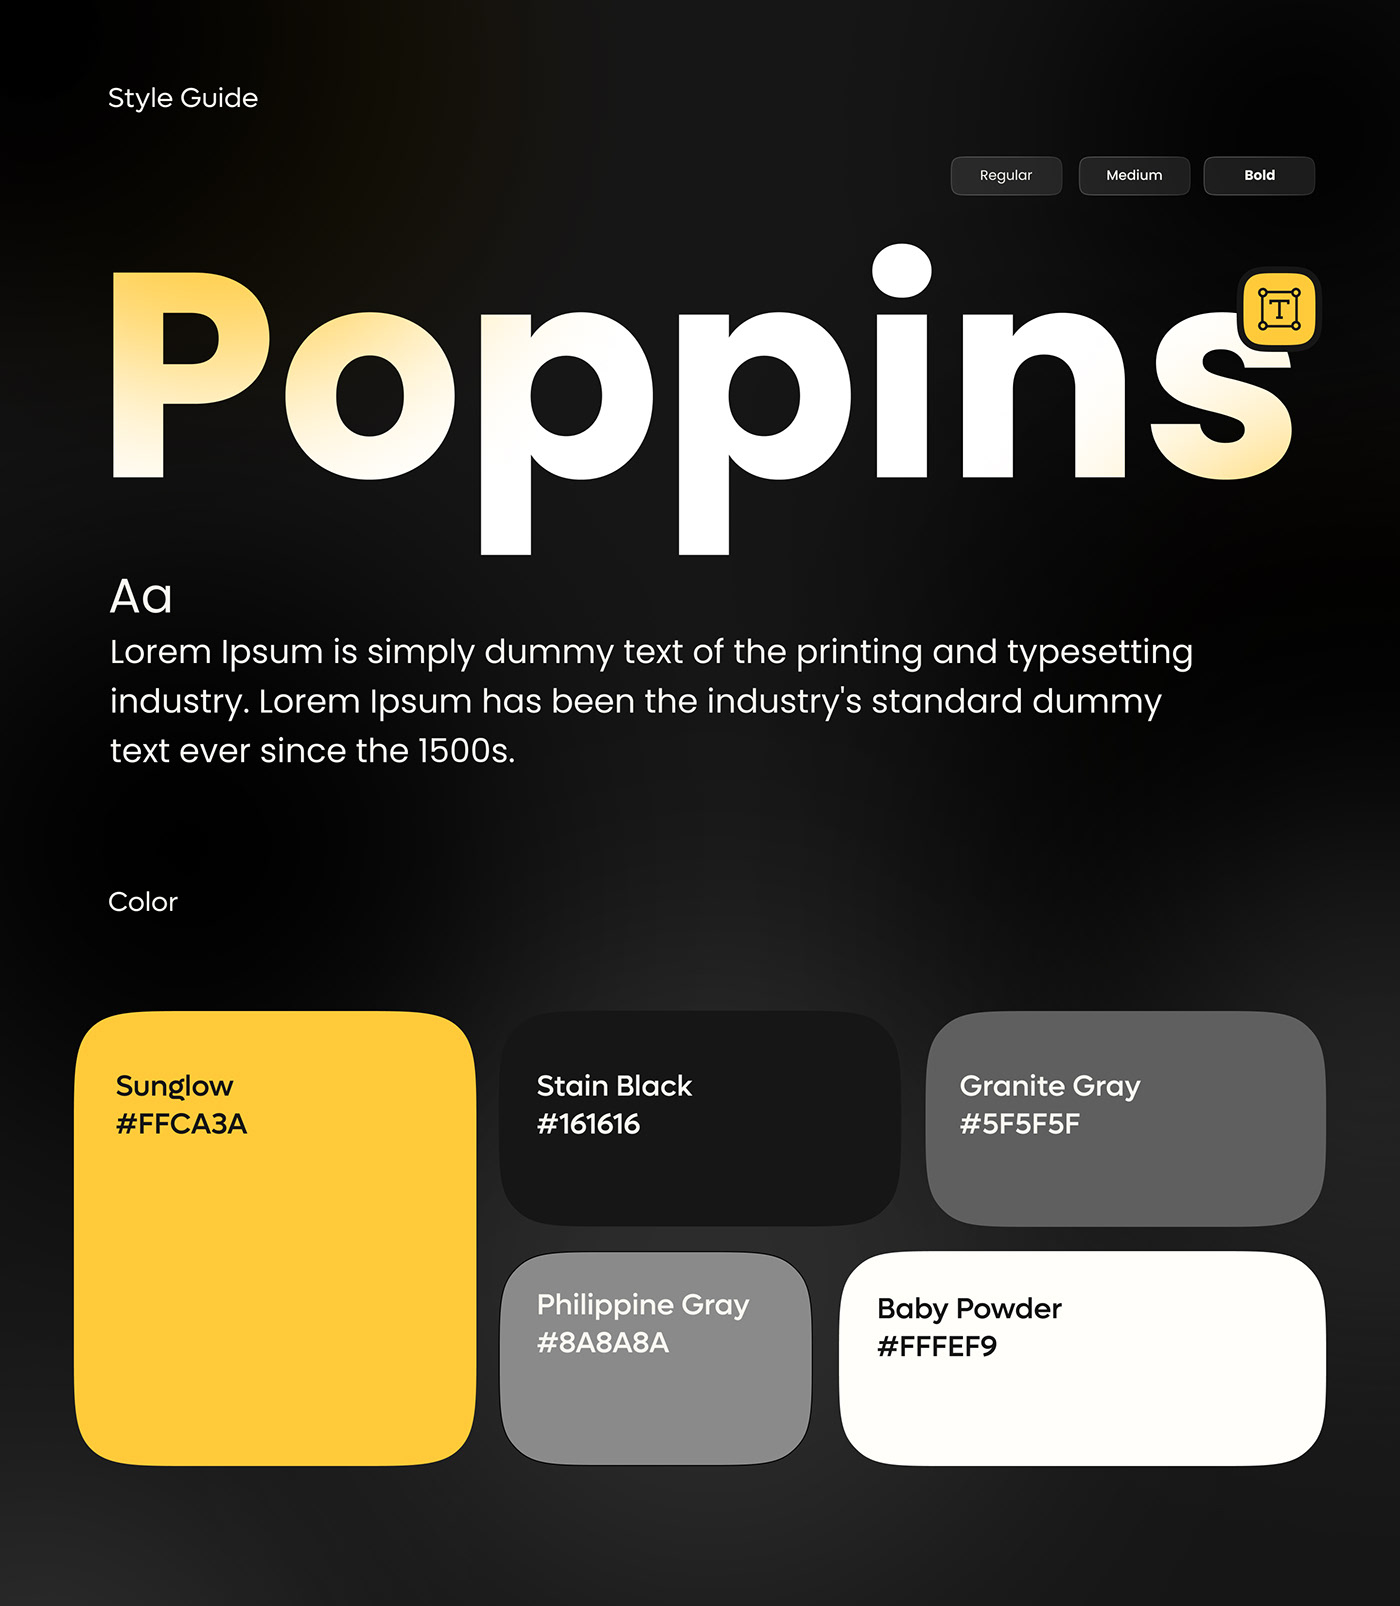 Style Guide
Regular
Medium
Bold
Poppins
T
Aa
Lorem Ipsum is simply dummy text of the printing and typesetting
industry. Lorem Ipsum has been the industry's standard dummy
text ever since the 1500s.
Color
Sunglow
#FFCA3A
Stain Black
#161616
Granite Gray
#5F5F5F
Philippine Gray
#8A8A8A
Baby Powder
#FFFEF9